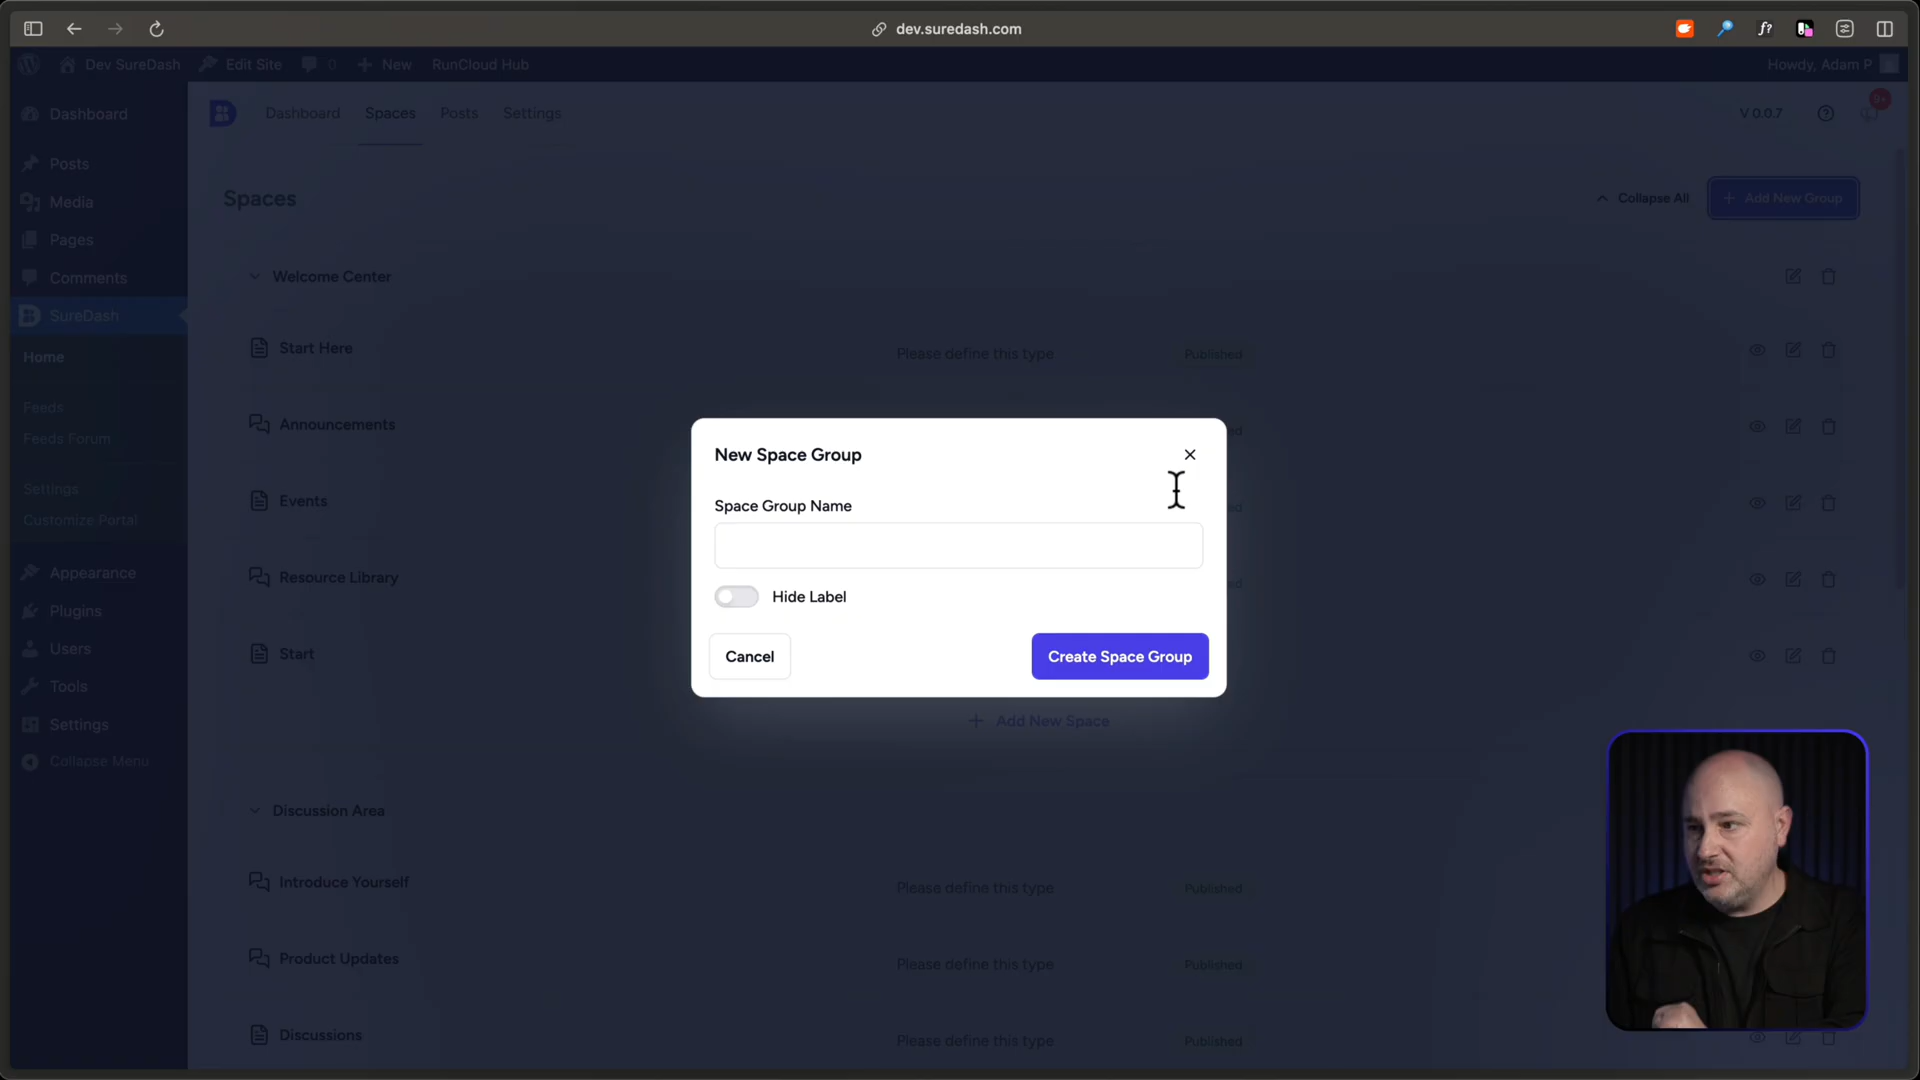 dev.suredash.com
f?
Dev SureDash
Edit Site
0
New
RunCloud Hub
Howdy, Adam P
Dashboard
Posts
Media
Pages
Comments
SureDash
Home
Feeds
Feeds Forum
Settings
Customize Portal
Appearance
Plugins
Users
Tools
Settings
Collapse Menu
Dashboard
Spaces
Posts
Settings
V 0.0.7
9+
Spaces
Collapse All
Add New Group
Welcome Center
Start Here
Please define this type
Published
Announcements
ed
Events
ed
Resource Library
ed
Start
New Space Group
Space Group Name
Hide Label
Cancel
Create Space Group
Add New Space
Discussion Area
Introduce Yourself
Please define this type
Published
Product Updates
Please define this type
Published
Discussions
Please define this type
Published